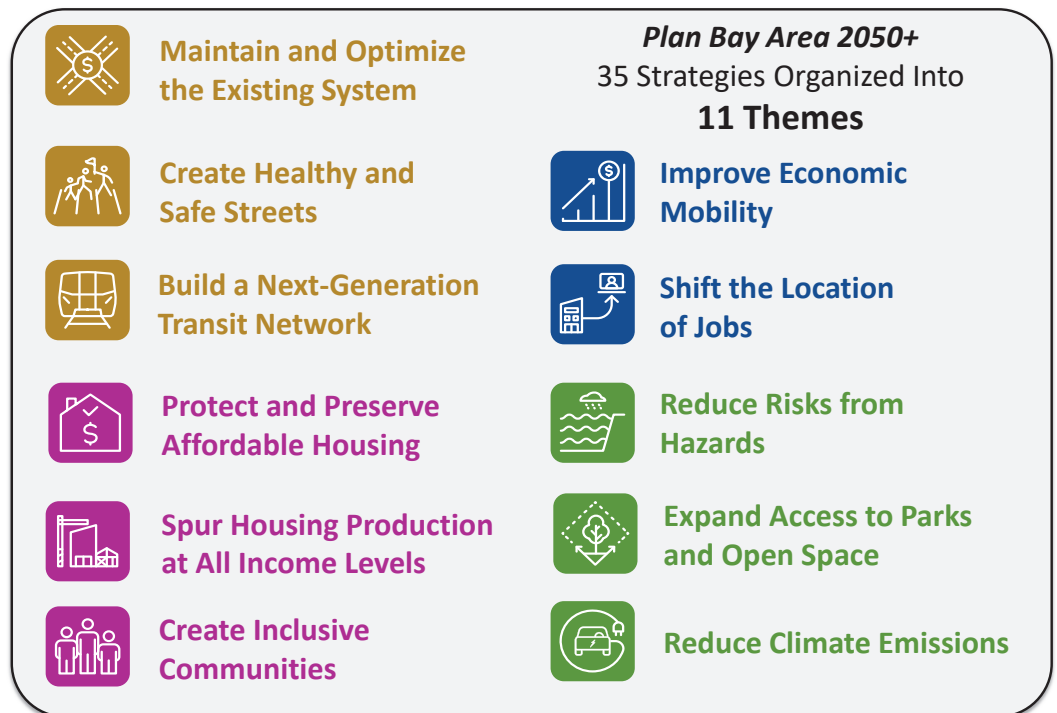 Plan Bay Area 2050+
35 Strategies Organized Into
11 Themes
Maintain and Optimize
the Existing System
Create Healthy and
Safe Streets
Build a Next-Generation
Transit Network
Protect and Preserve
Affordable Housing
Spur Housing Production
at All Income Levels
Create Inclusive
Communities
Improve Economic
Mobility
Shift the Location
of Jobs
Reduce Risks from
Hazards
Expand Access to Parks
and Open Space
Reduce Climate Emissions